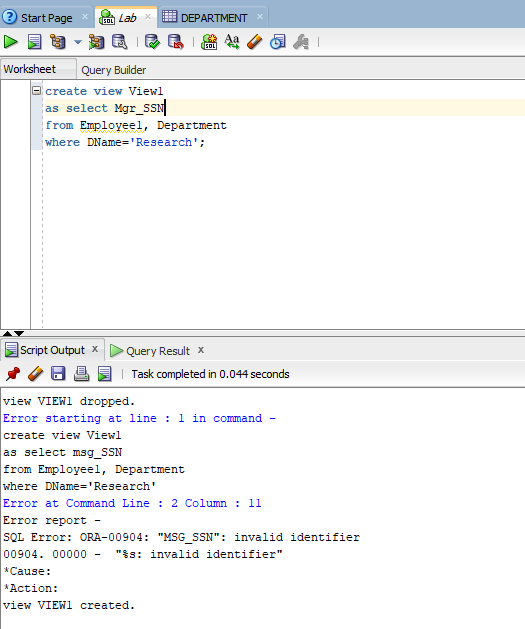 Start Page Lab DEPARTMENT
Worksheet Query Builder
create view View1
as select Mgr_SSN
from Employee1, Department
where DName='Research';
Script Output x Query Result x
Task completed in 0.044 seconds
view VIEW1 dropped.
Error starting at line : 1 in command -
create view View1
as select msg_SSN
from Employee1, Department
where DName='Research'
Error at Command Line : 2 Column : 11
Error report -
SQL Error: ORA-00904: "MSG_SSN": invalid identifier
00904. 00000 -  "%s: invalid identifier"
*Cause:
*Action:
view VIEW1 created.